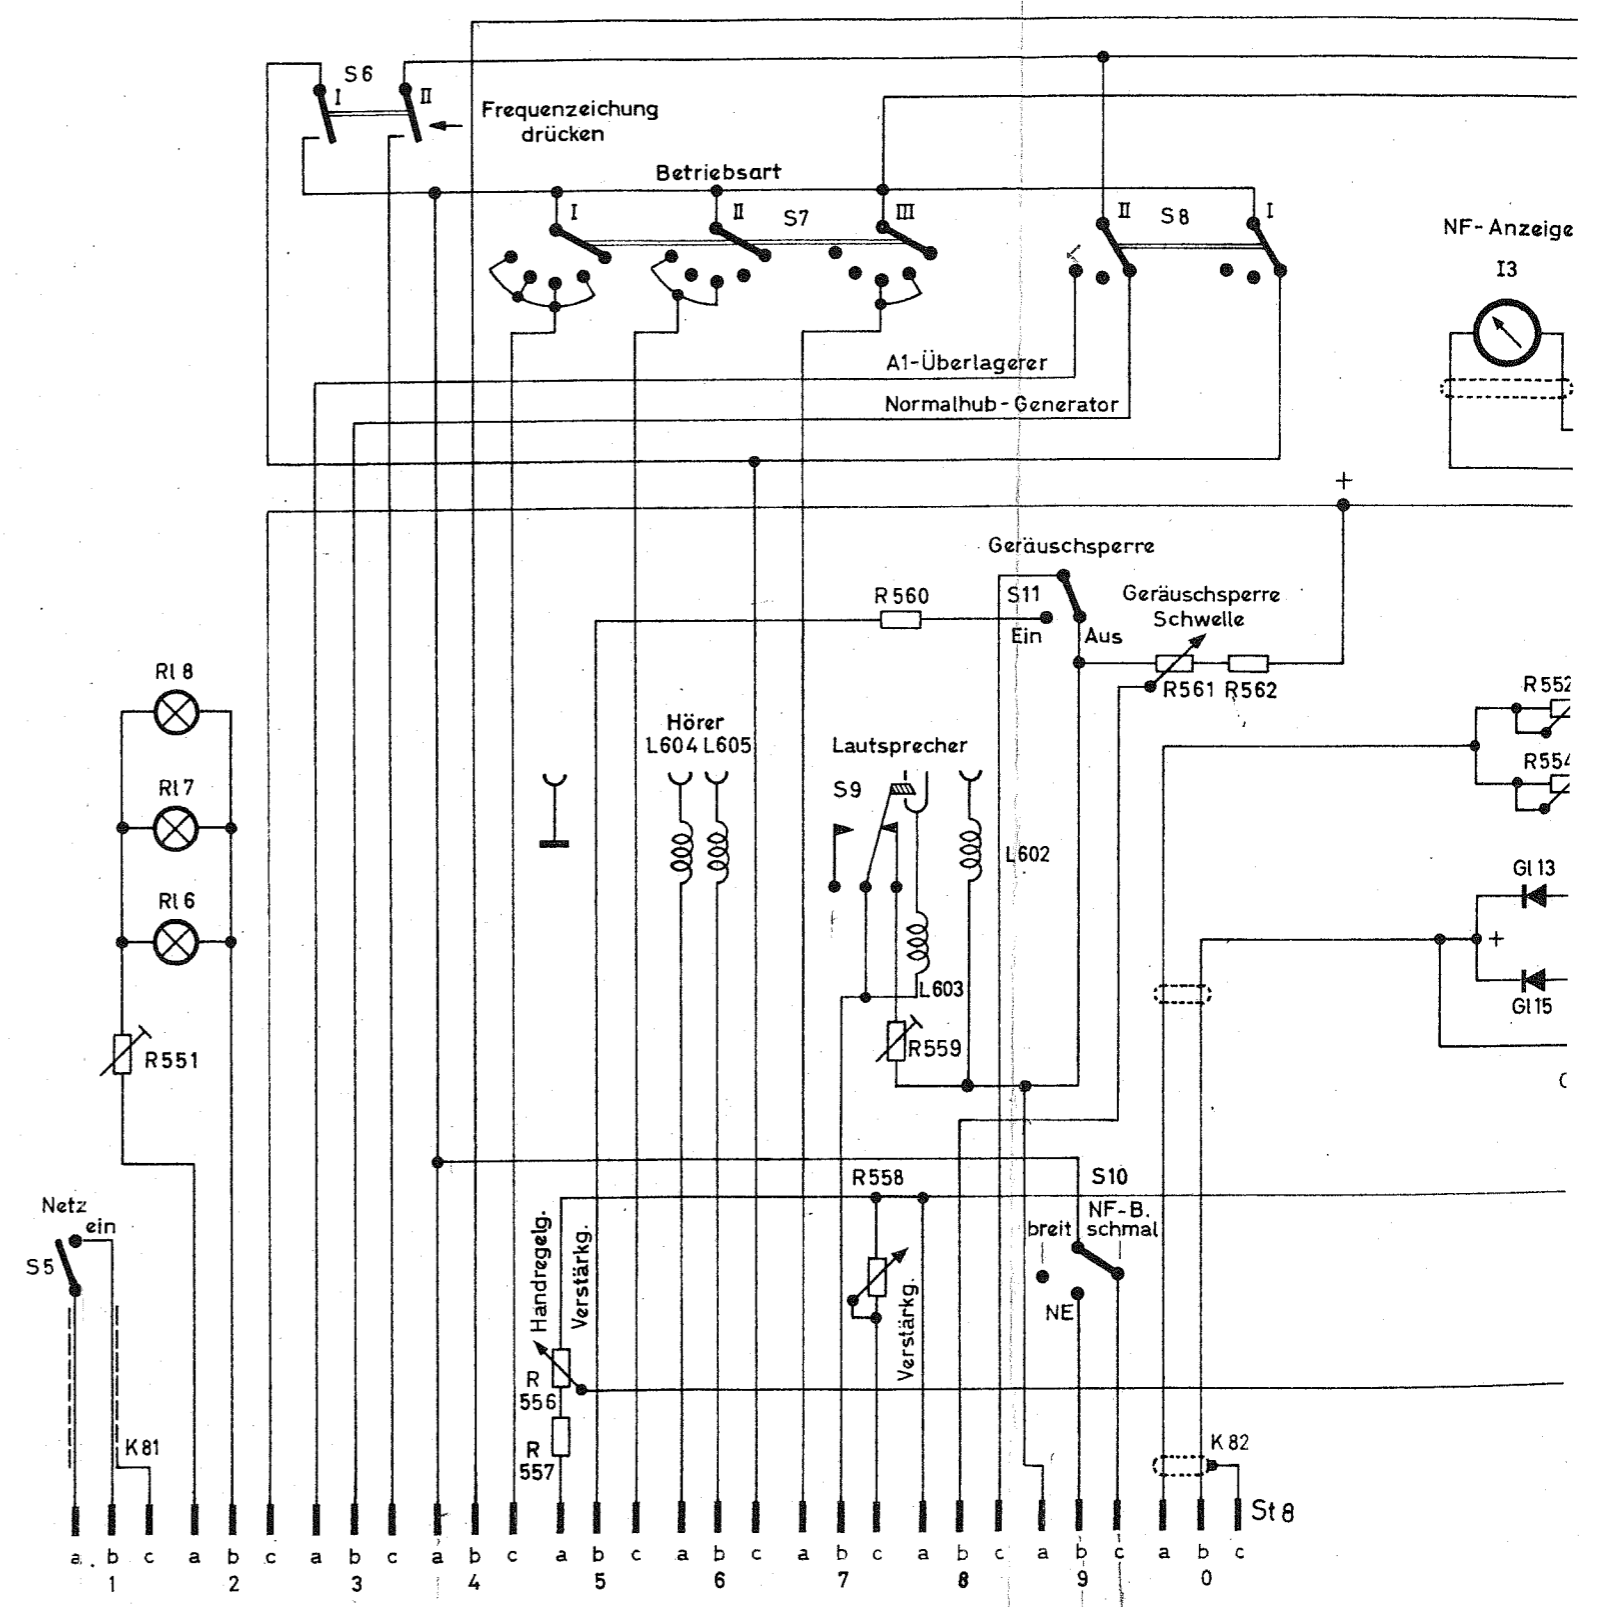 S6
I
II
Frequenzeichung
drücken
Betriebsart
I
II
S7
III
II
S8
I
NF-Anzeige
I3
A1-Überlagerer
Normalhub-Generator
+
Geräuschsperre
S11
Ein
Aus
R560
Geräuschsperre
Schwelle
R561 R562
Rl 8
Rl 7
Rl 6
R551
Hörer
L604 L605
Lautsprecher
S9
L602
L603
R559
R552
R554
Gl 13
+
Gl 15
Netz
ein
S5
K81
Handregelg.
Verstärkg.
R
556
R
557
R558
Verstärkg.
S10
NF-B.
breit schmal
NE
K 82
St 8
a b c a b c a b c a b c a b c a b c a b c a b c a b c a b c
1 2 3 4 5 6 7 8 9 0